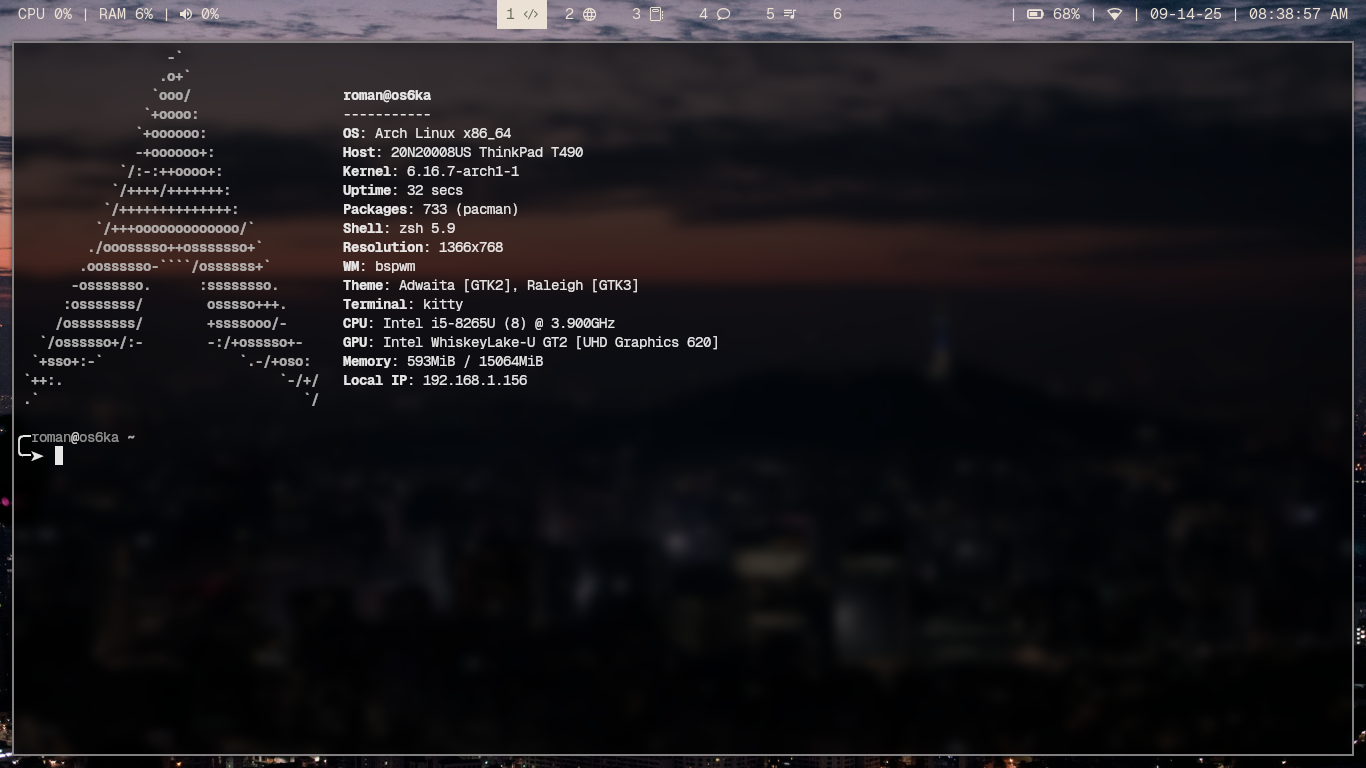 CPU 0% | RAM 6% | 0% 1 </> 2 3 4 5 6 | 68% | | 09-14-25 | 08:38:57 AM
                  -`
                 .o+`
                `ooo/               roman@os6ka
               `+oooo:              -----------
              `+oooooo:             OS: Arch Linux x86_64
              -+oooooo+:            Host: 20N20008US ThinkPad T490
            `/:-:++oooo+:           Kernel: 6.16.7-arch1-1
           `/++++/+++++++:          Uptime: 32 secs
          `/++++++++++++++:         Packages: 733 (pacman)
         `/+++ooooooooooooo/`       Shell: zsh 5.9
        ./ooosssso++osssssso+`      Resolution: 1366x768
       .oossssso-````/ossssss+`     WM: bspwm
      -osssssso.      :ssssssso.    Theme: Adwaita [GTK2], Raleigh [GTK3]
     :osssssss/        osssso+++.   Terminal: kitty
    /ossssssss/        +ssssooo/-   CPU: Intel i5-8265U (8) @ 3.900GHz
  `/ossssso+/:-        -:/+osssso+- GPU: Intel WhiskeyLake-U GT2 [UHD Graphics 620]
 `+sso+:-`                 `.-/+oso: Memory: 593MiB / 15064MiB
`++:.                           `-/+/ Local IP: 192.168.1.156
.`                                 `/
roman@os6ka ~